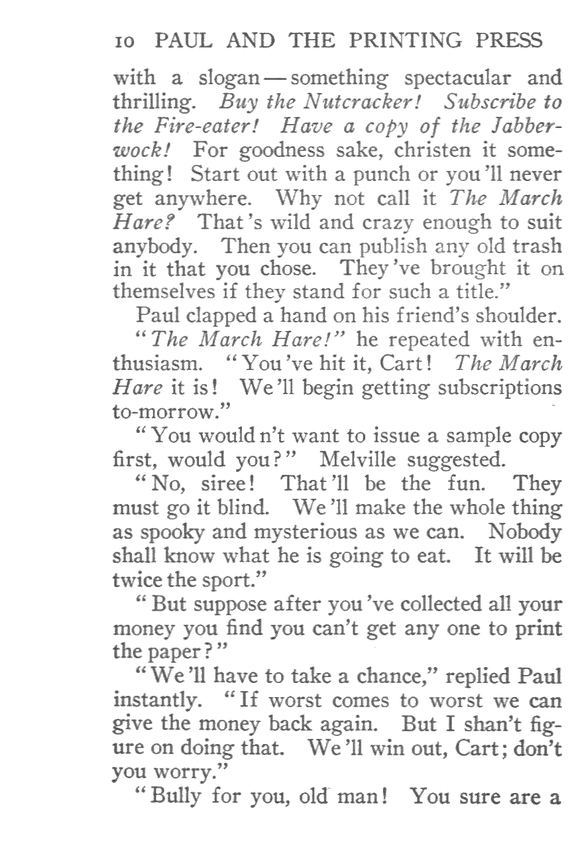 10 PAUL AND THE PRINTING PRESS
with a slogan — something spectacular and
thrilling. Buy the Nutcracker! Subscribe to
the Fire-eater! Have a copy of the Jabber-
wock! For goodness sake, christen it some-
thing! Start out with a punch or you'll never
get anywhere. Why not call it The March
Hare? That's wild and crazy enough to suit
anybody. Then you can publish any old trash
in it that you chose. They've brought it on
themselves if they stand for such a title."
Paul clapped a hand on his friend's shoulder.
"The March Hare!" he repeated with en-
thusiasm. "You've hit it, Cart! The March
Hare it is! We'll begin getting subscriptions
to-morrow."
"You wouldn't want to issue a sample copy
first, would you?" Melville suggested.
"No, siree! That'll be the fun. They
must go it blind. We'll make the whole thing
as spooky and mysterious as we can. Nobody
shall know what he is going to eat. It will be
twice the sport."
"But suppose after you've collected all your
money you find you can't get any one to print
the paper?"
"We'll have to take a chance," replied Paul
instantly. "If worst comes to worst we can
give the money back again. But I shan't fig-
ure on doing that. We'll win out, Cart; don't
you worry."
"Bully for you, old man! You sure are a